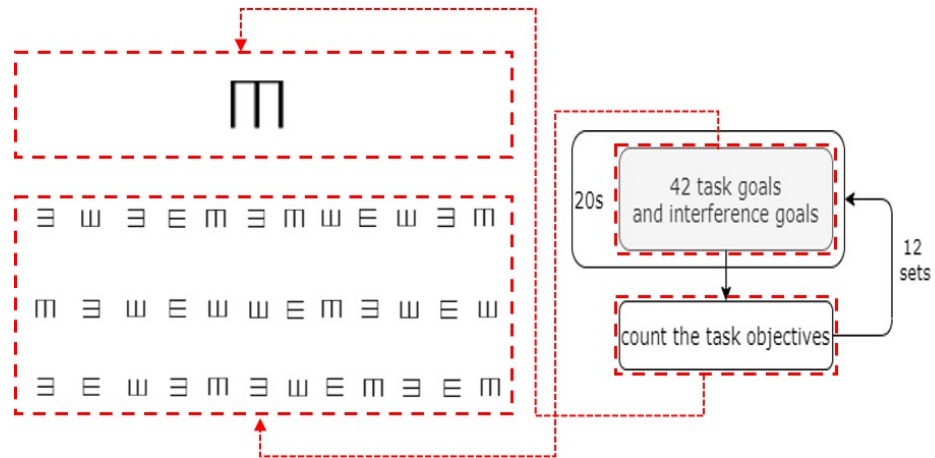 20s
42 task goals
and interference goals
12
sets
count the task objectives